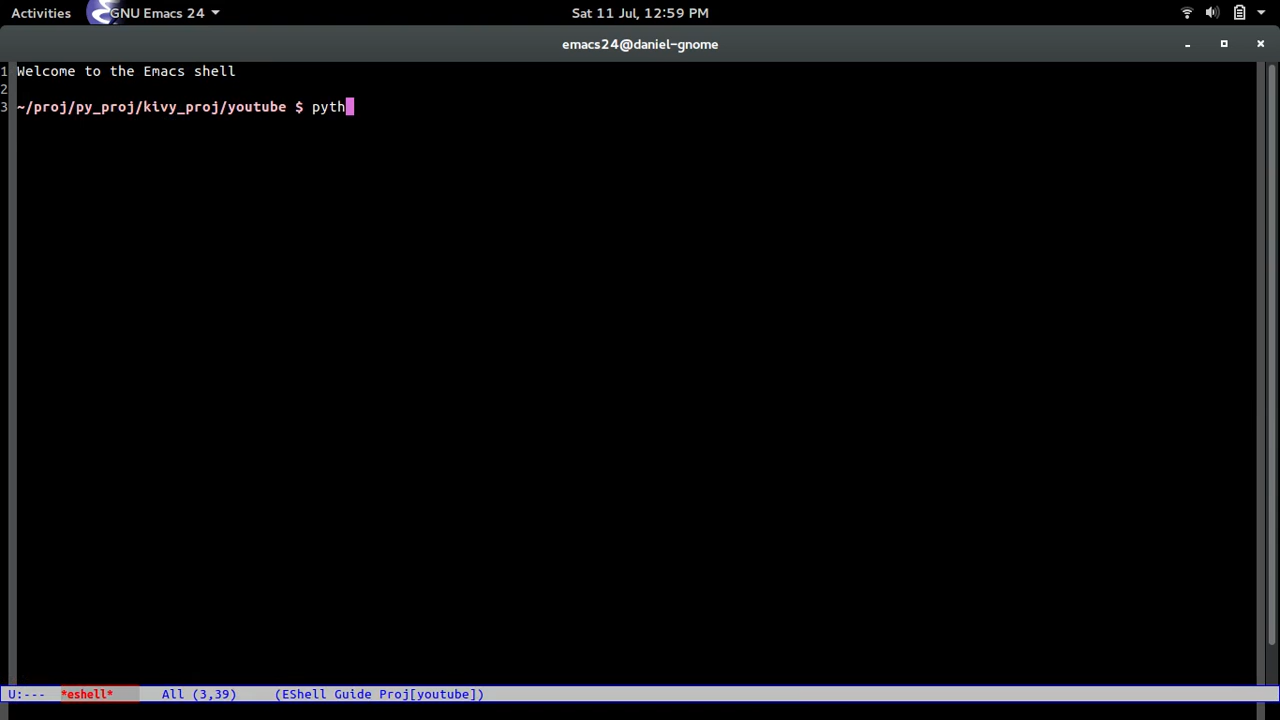 Activities GNU Emacs 24 Sat 11 Jul, 12:59 PM
emacs24@daniel-gnome
1 Welcome to the Emacs shell
2
3 ~/proj/py_proj/kivy_proj/youtube $ pyth
U:--- *eshell* All (3,39) (EShell Guide Proj[youtube])